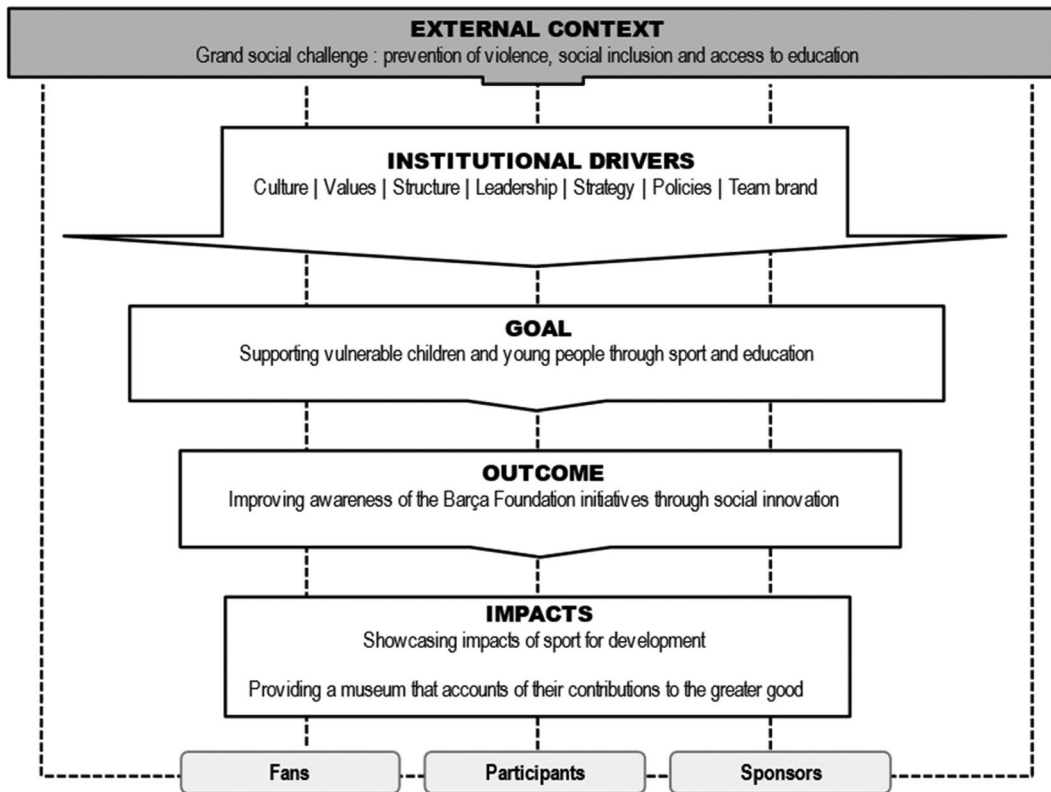 EXTERNAL CONTEXT
Grand social challenge : prevention of violence, social inclusion and access to education
INSTITUTIONAL DRIVERS
Culture | Values | Structure | Leadership | Strategy | Policies | Team brand
GOAL
Supporting vulnerable children and young people through sport and education
OUTCOME
Improving awareness of the Barça Foundation initiatives through social innovation
IMPACTS
Showcasing impacts of sport for development
Providing a museum that accounts of their contributions to the greater good
Fans Participants Sponsors